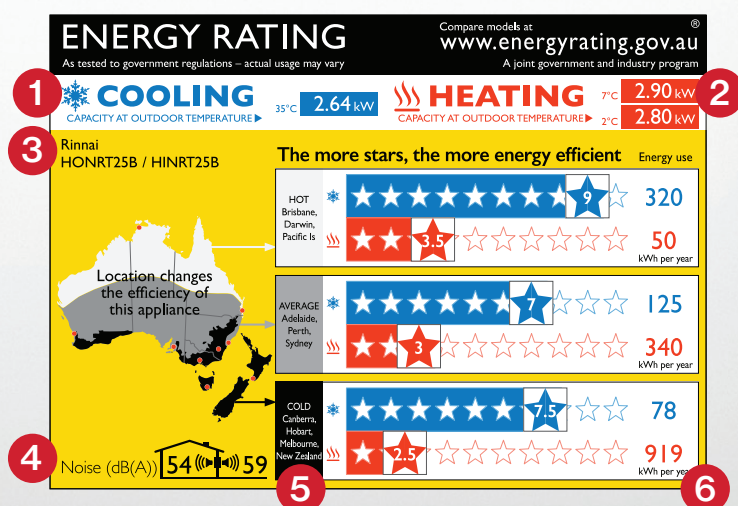 ENERGY RATING
As tested to government regulations – actual usage may vary
Compare models at
www.energyrating.gov.au
®
A joint government and industry program
1
COOLING
CAPACITY AT OUTDOOR TEMPERATURE
35°C 2.64 kW
HEATING
CAPACITY AT OUTDOOR TEMPERATURE
7°C 2.90 kW
2°C 2.80 kW
2
3
Rinnai
HONRT25B / HINRT25B
The more stars, the more energy efficient
Energy use
HOT
Brisbane,
Darwin,
Pacific Is
9
320
3.5
50
kWh per year
Location changes
the efficiency of
this appliance
AVERAGE
Adelaide,
Perth,
Sydney
7
125
3
340
kWh per year
COLD
Canberra,
Hobart,
Melbourne,
New Zealand
7.5
78
2.5
919
kWh per year
4
Noise (dB(A)) 54 59
5
6